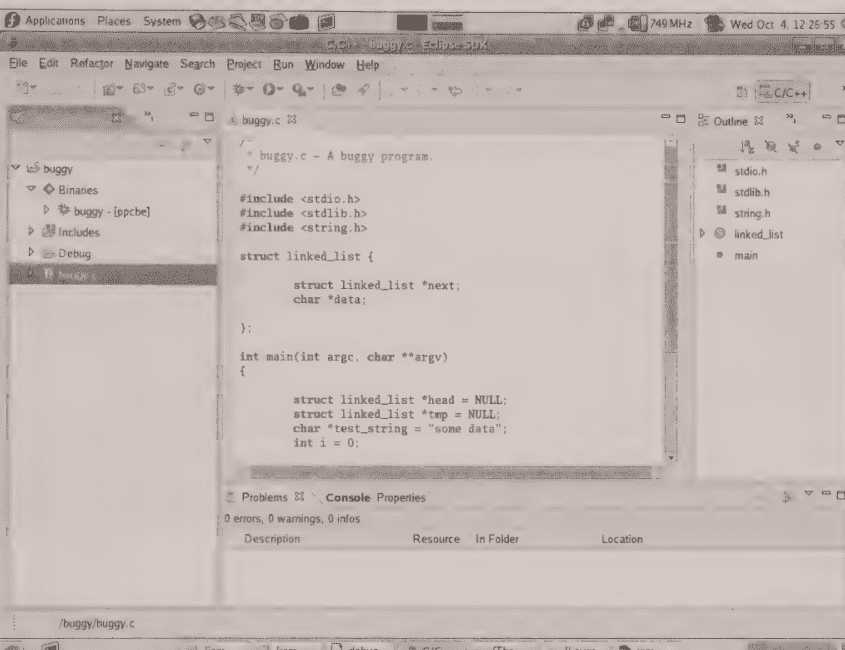 Applications Places System 749 MHz Wed Oct 4, 12:26:55
C/C++ - buggy.c - Eclipse SDK
File Edit Refactor Navigate Search Project Run Window Help
C/C++
buggy.c
Outline
buggy
Binaries
buggy - [ppcbe]
Includes
Debug
buggy.c
/*
* buggy.c - A buggy program.
*/
#include <stdio.h>
#include <stdlib.h>
#include <string.h>
struct linked_list {
struct linked_list *next;
char *data;
};
int main(int argc, char **argv)
{
struct linked_list *head = NULL;
struct linked_list *tmp = NULL;
char *test_string = "some data";
int i = 0;
stdio.h
stdlib.h
string.h
linked_list
main
Problems Console Properties
0 errors, 0 warnings, 0 infos
Description Resource In Folder Location
/buggy/buggy.c
debug